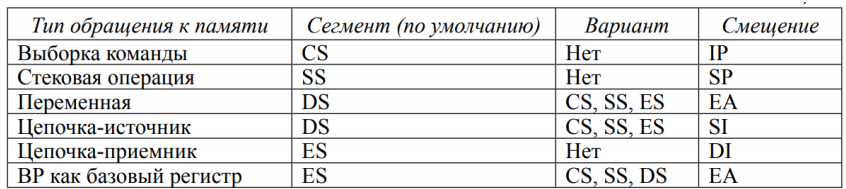 Тип обращения к памяти Сегмент (по умолчанию) Вариант Смещение
Выборка команды CS Нет IP
Стековая операция SS Нет SP
Переменная DS CS, SS, ES EA
Цепочка-источник DS CS, SS, ES SI
Цепочка-приемник ES Нет DI
BP как базовый регистр ES CS, SS, DS EA